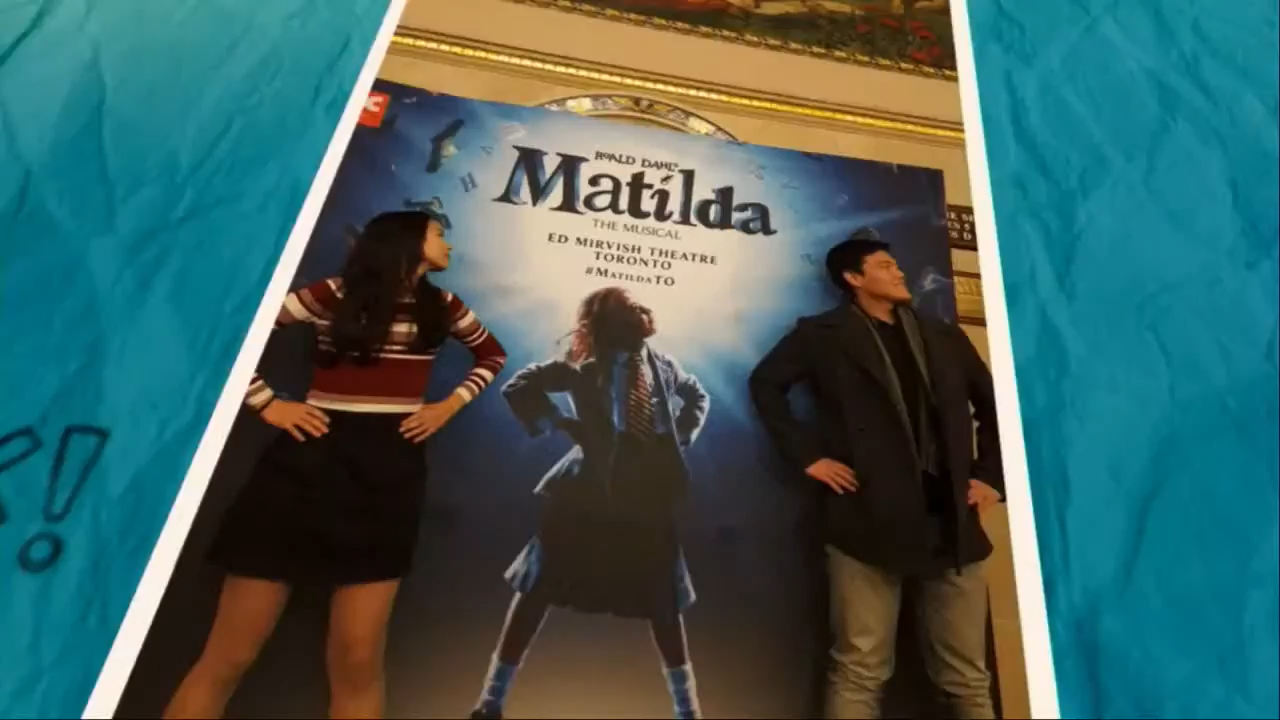 ROALD DAHL'S
Matilda
THE MUSICAL
ED MIRVISH THEATRE
TORONTO
#MATILDATO